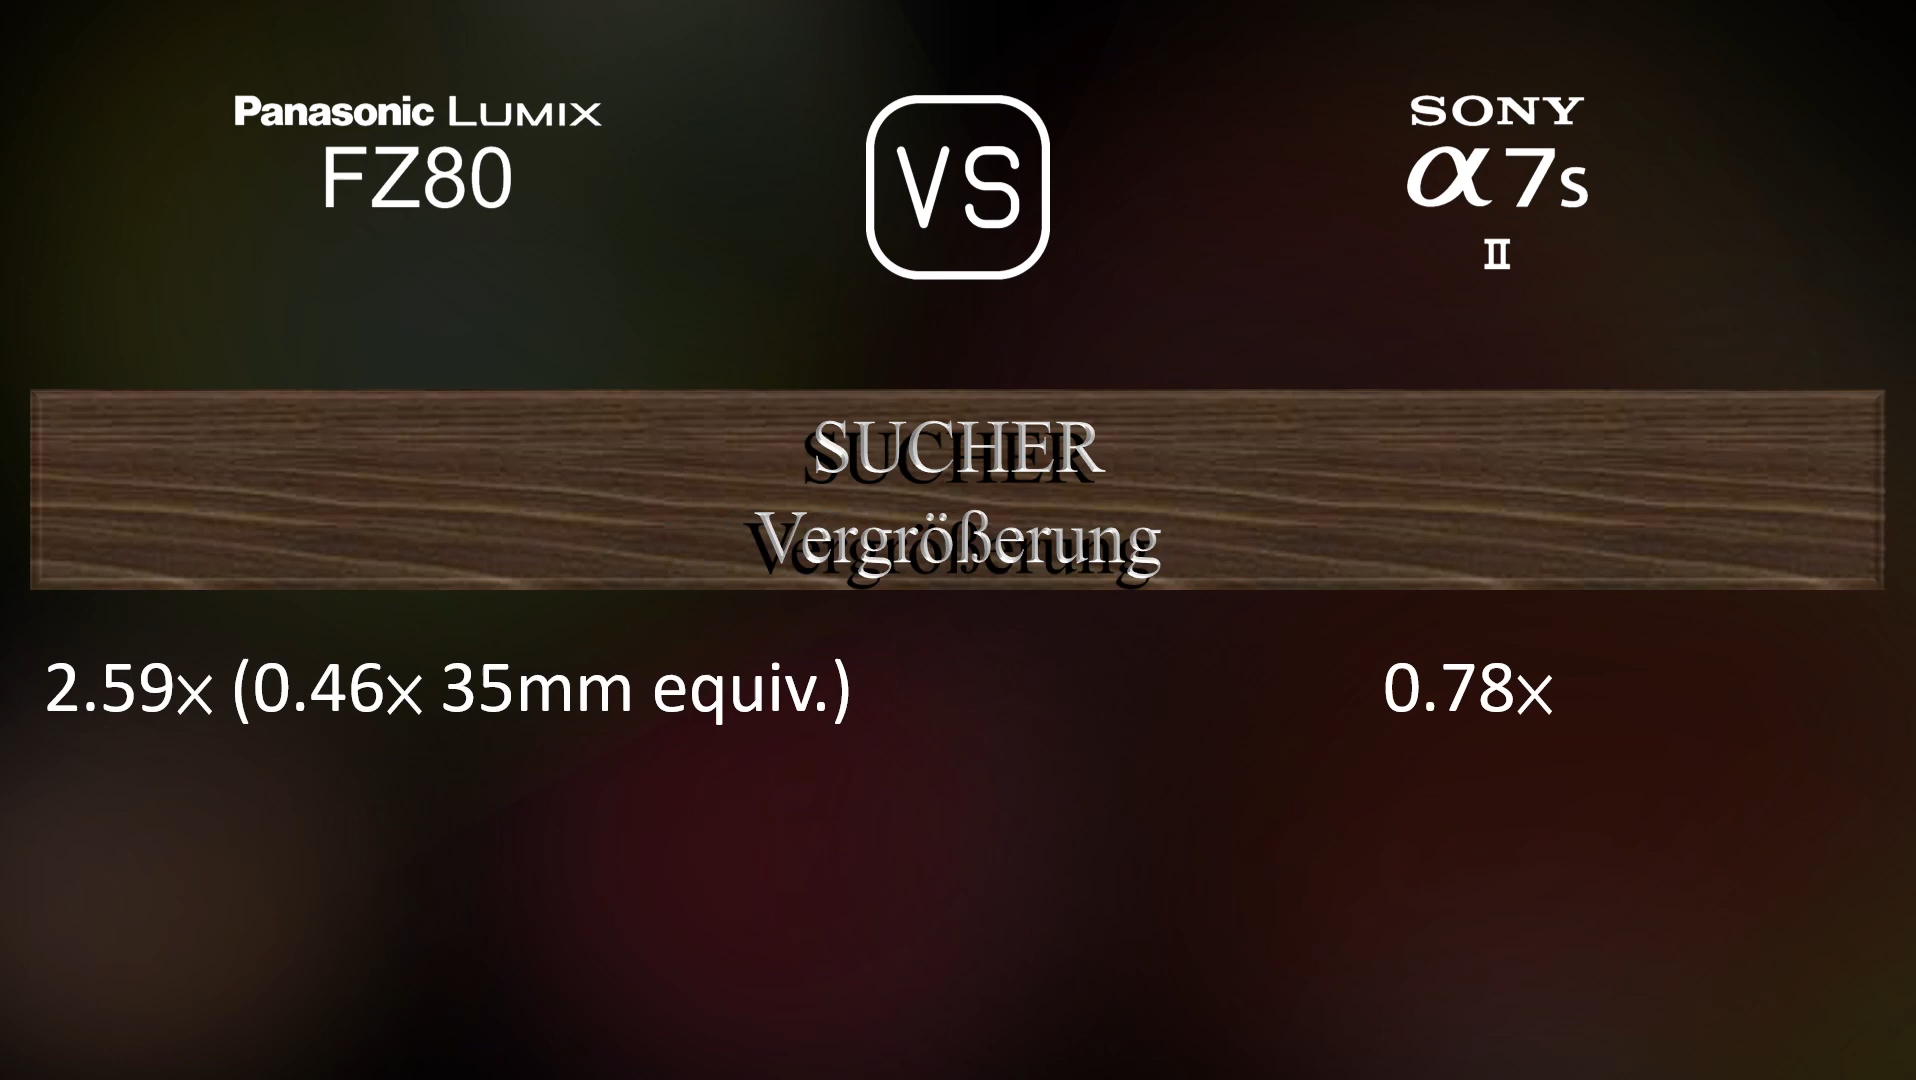 Panasonic LUMIX
FZ80
VS
SONY
α7s
II
SUCHER
Vergrößerung
2.59x (0.46x 35mm equiv.)
0.78x